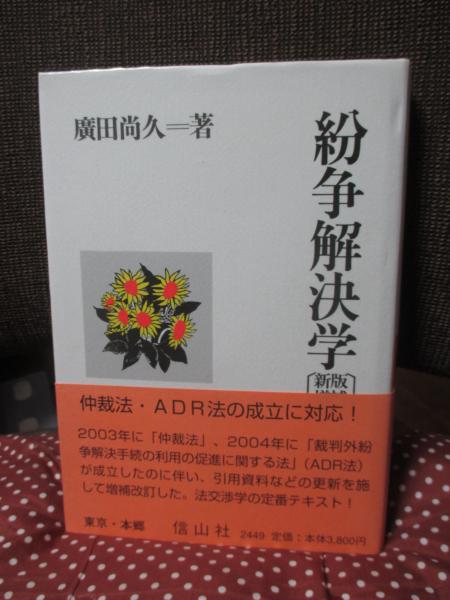 廣田尚久＝著
紛争解決学
新版
仲裁法・ADR法の成立に対応！
2003年に「仲裁法」、2004年に「裁判外紛
争解決手続の利用の促進に関する法」（ADR法）
が成立したのに伴い、引用資料などの更新を施
して増補改訂した。法交渉学の定番テキスト！
東京・本郷 信山社 2449 定価：本体3,800円